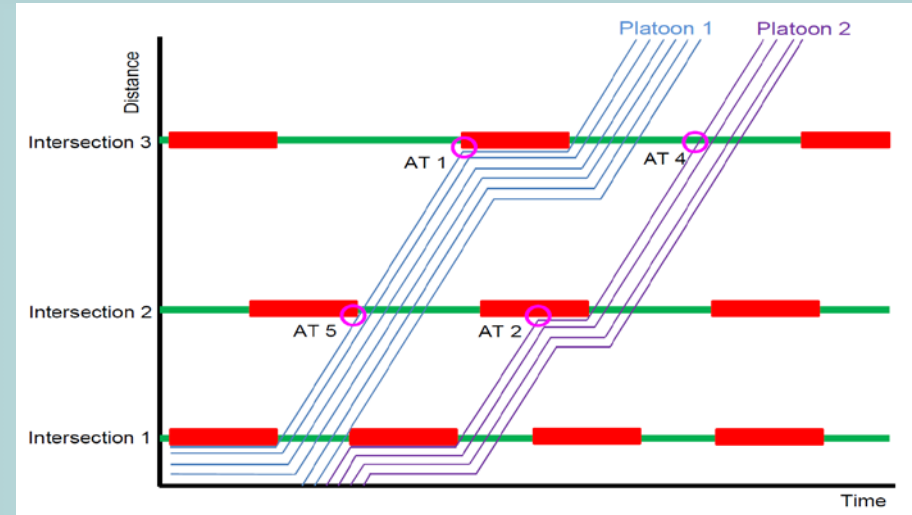 Platoon 1
Platoon 2
Distance
Intersection 3
AT 1
AT 4
Intersection 2
AT 5
AT 2
Intersection 1
Time